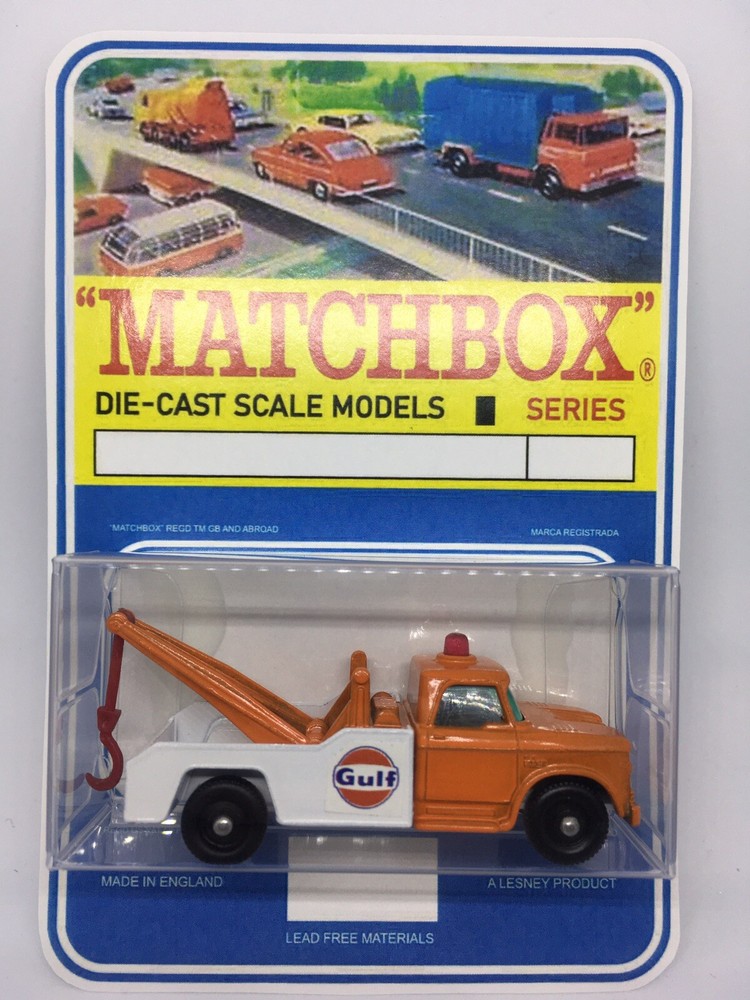 "MATCHBOX"®
DIE-CAST SCALE MODELS SERIES
"MATCHBOX" REGD TM GB AND ABROAD
MARCA REGISTRADA
Gulf
MADE IN ENGLAND
A LESNEY PRODUCT
LEAD FREE MATERIALS